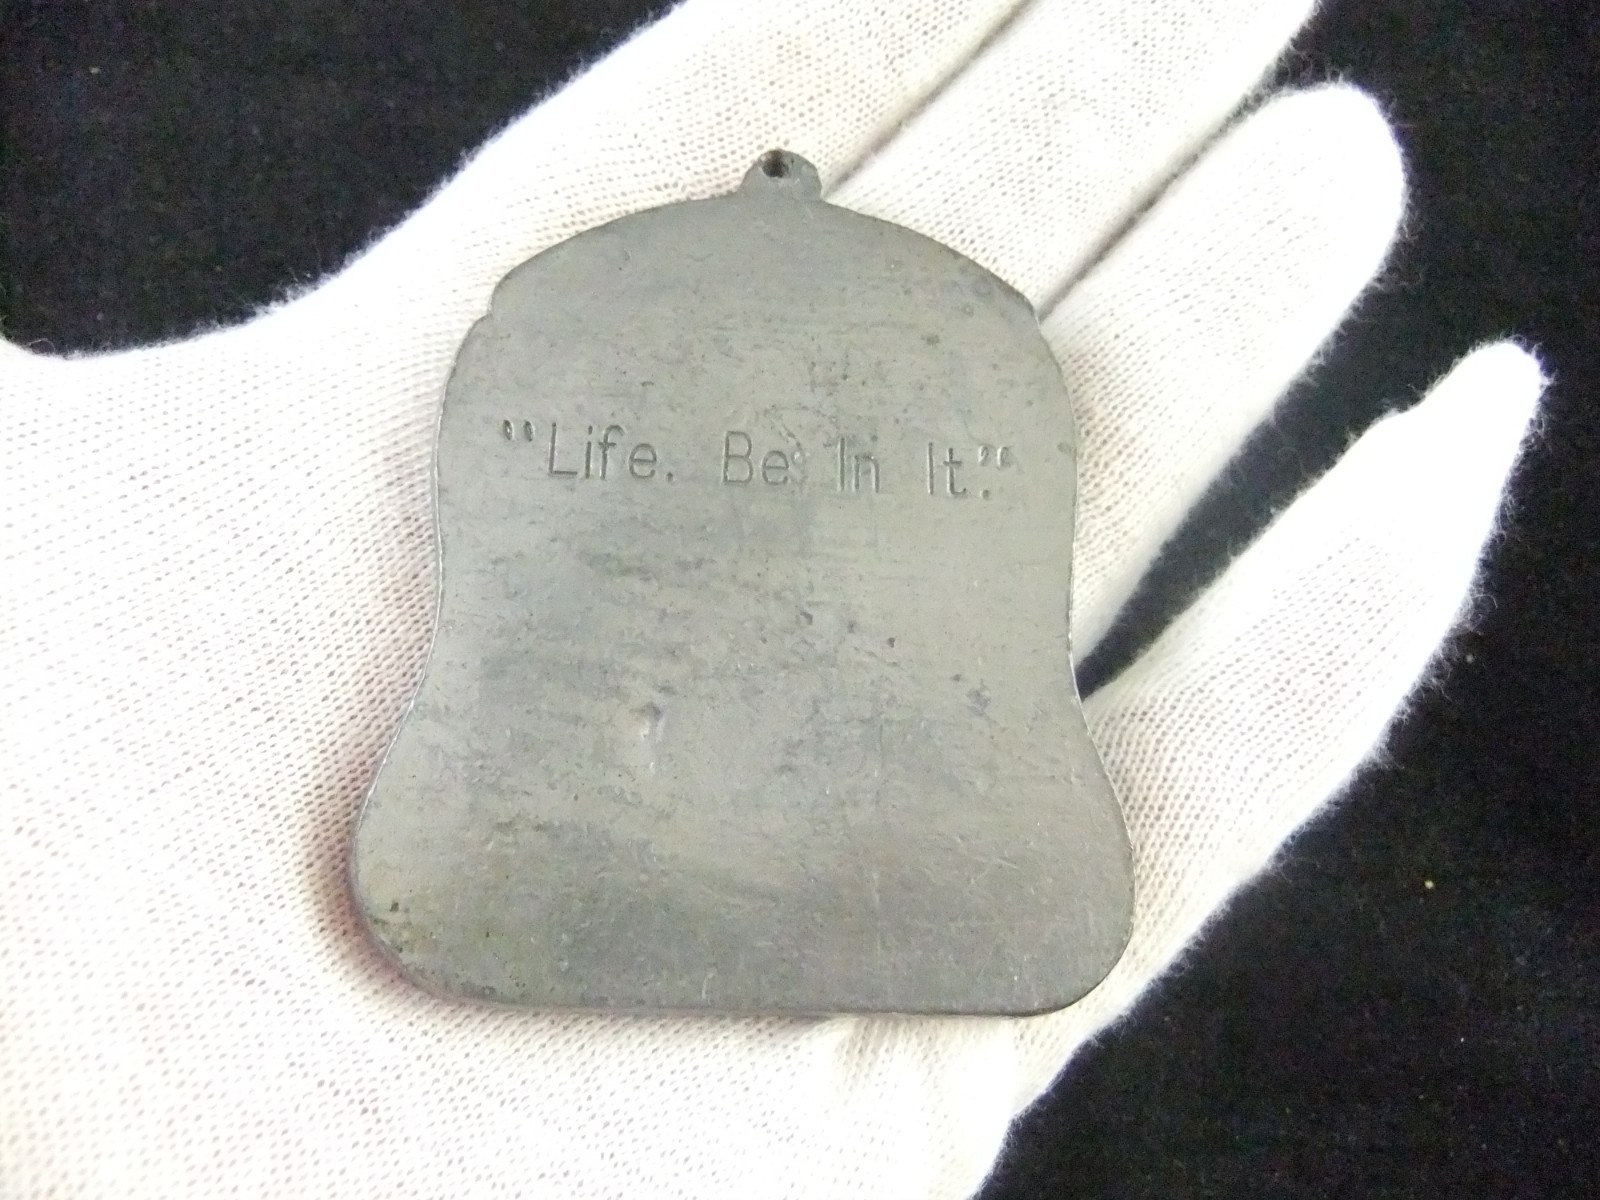 “Life. Be In It.”